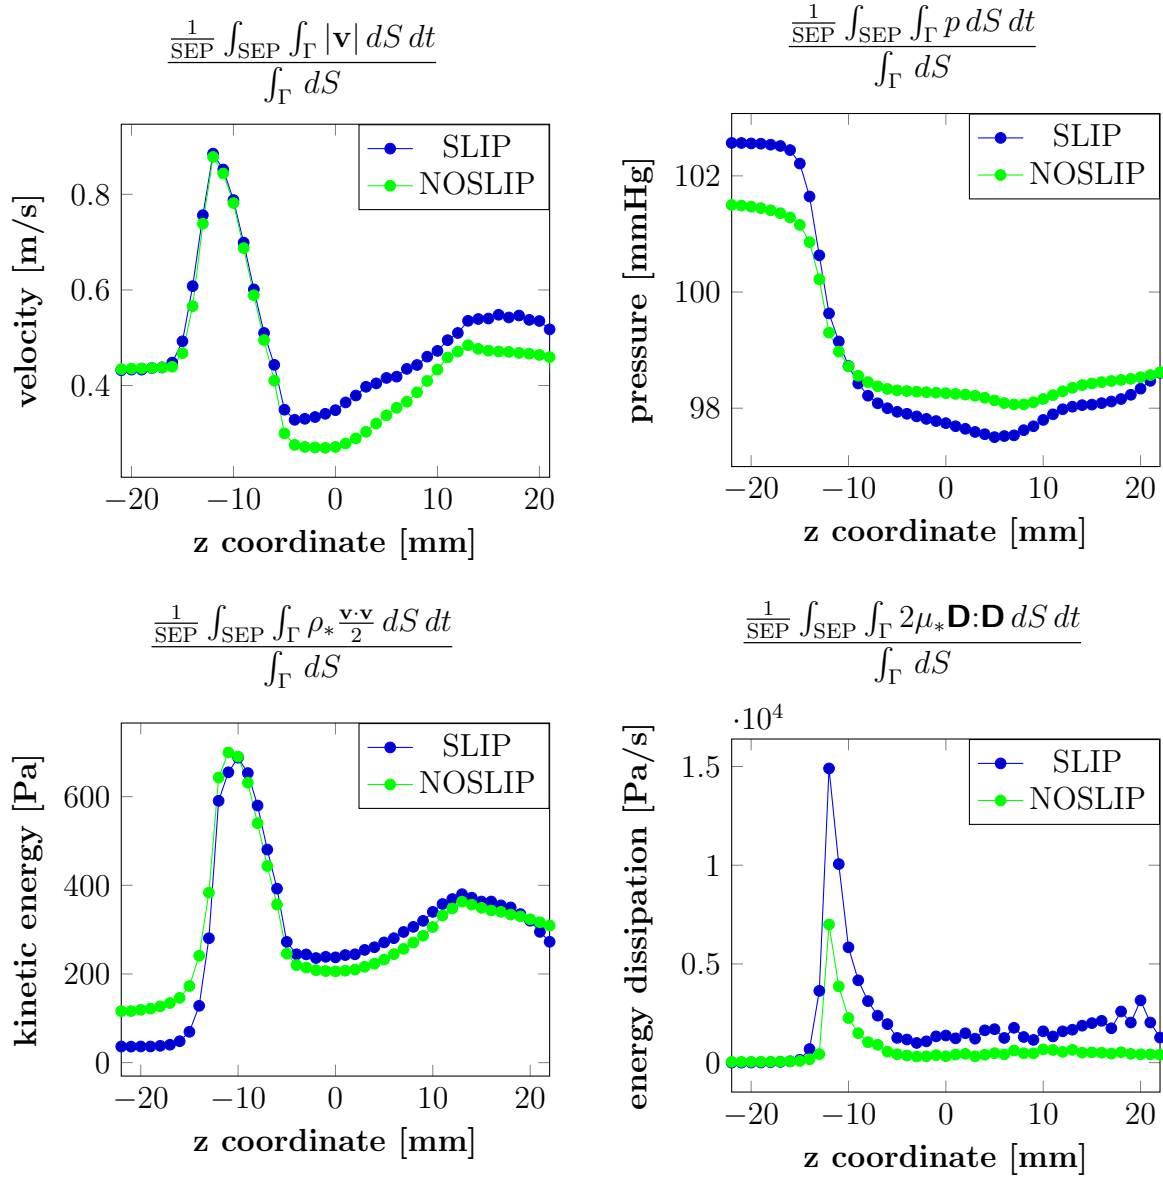 1/SEP ∫SEP ∫Γ |v| dS dt
∫Γ dS
velocity [m/s]
0.8
0.6
0.4
SLIP
NOSLIP
−20 −10 0 10 20
z coordinate [mm]
1/SEP ∫SEP ∫Γ p dS dt
∫Γ dS
pressure [mmHg]
102
100
98
SLIP
NOSLIP
−20 −10 0 10 20
z coordinate [mm]
1/SEP ∫SEP ∫Γ ρ* v·v/2 dS dt
∫Γ dS
kinetic energy [Pa]
600
400
200
0
SLIP
NOSLIP
−20 −10 0 10 20
z coordinate [mm]
1/SEP ∫SEP ∫Γ 2μ* D:D dS dt
∫Γ dS
energy dissipation [Pa/s]
·10⁴
1.5
1
0.5
0
SLIP
NOSLIP
−20 −10 0 10 20
z coordinate [mm]